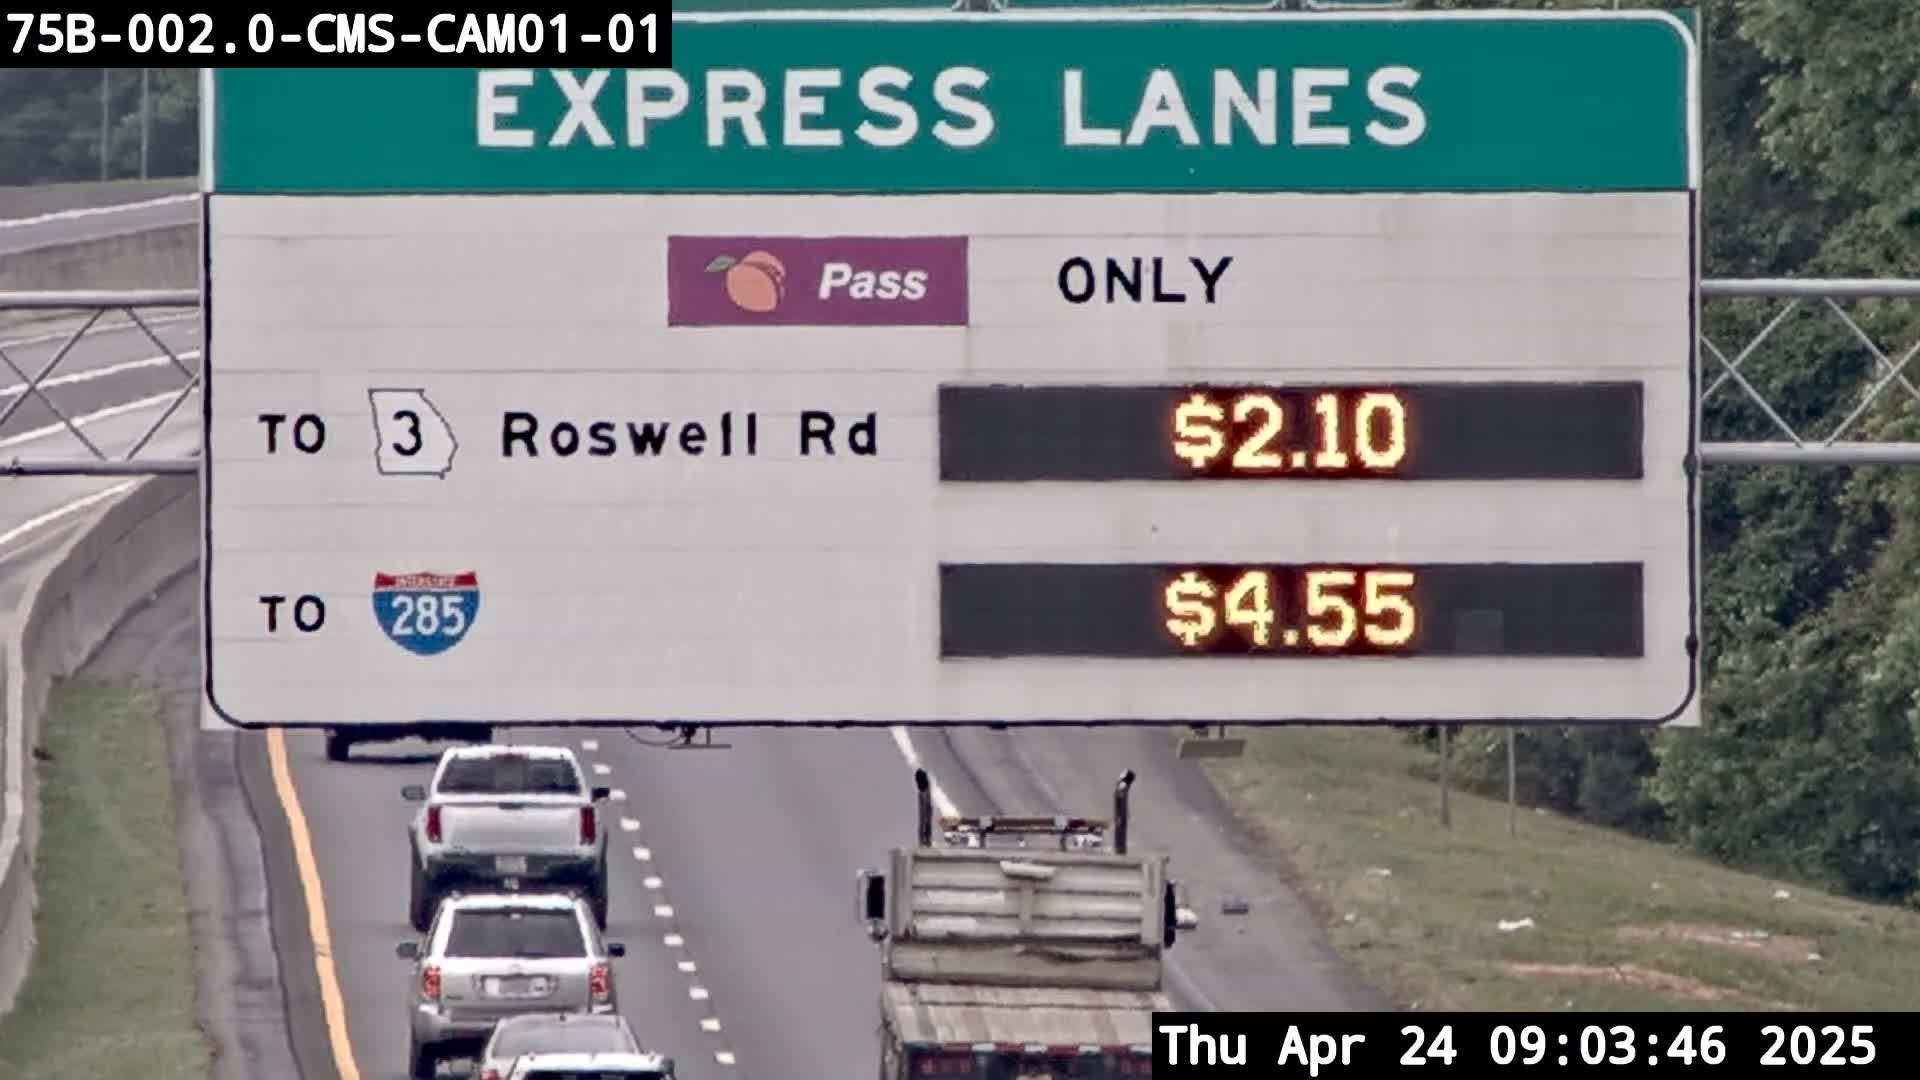 75B-002.0-CMS-CAM01-01
EXPRESS LANES
Pass ONLY
TO 3 Roswell Rd $2.10
TO INTERSTATE 285 $4.55
Thu Apr 24 09:03:46 2025